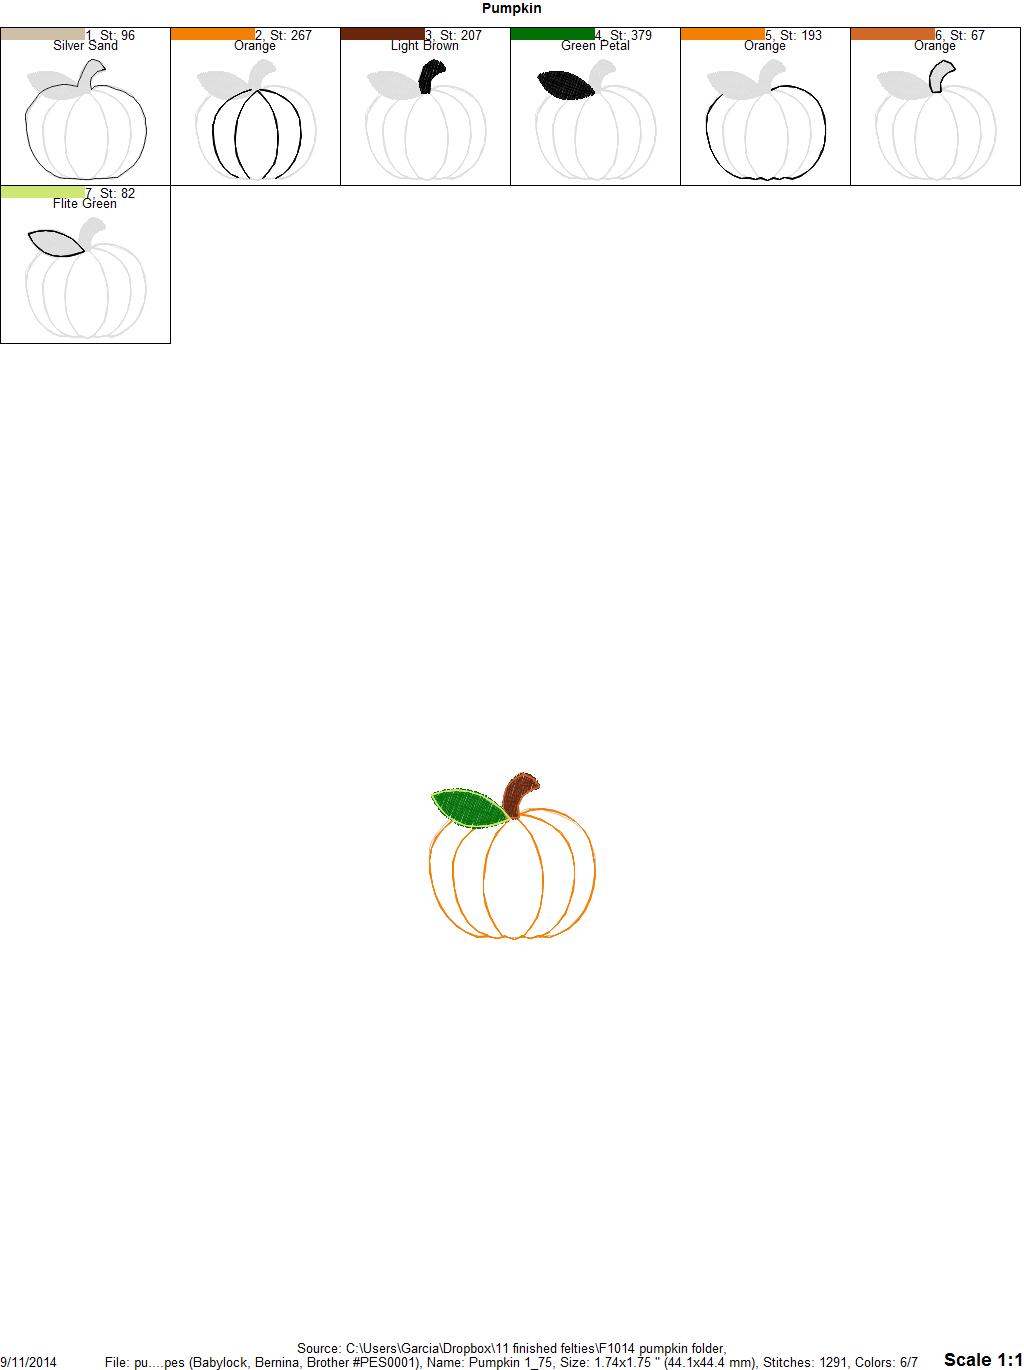 Pumpkin
1, St: 96
Silver Sand
2, St: 267
Orange
3, St: 207
Light Brown
4, St: 379
Green Petal
5, St: 193
Orange
6, St: 67
Orange
7, St: 82
Flite Green
Source: C:\Users\Garcia\Dropbox\11 finished felties\F1014 pumpkin folder,
9/11/2014 File: pu....pes (Babylock, Bernina, Brother #PES0001), Name: Pumpkin 1_75, Size: 1.74x1.75 " (44.1x44.4 mm), Stitches: 1291, Colors: 6/7 Scale 1:1